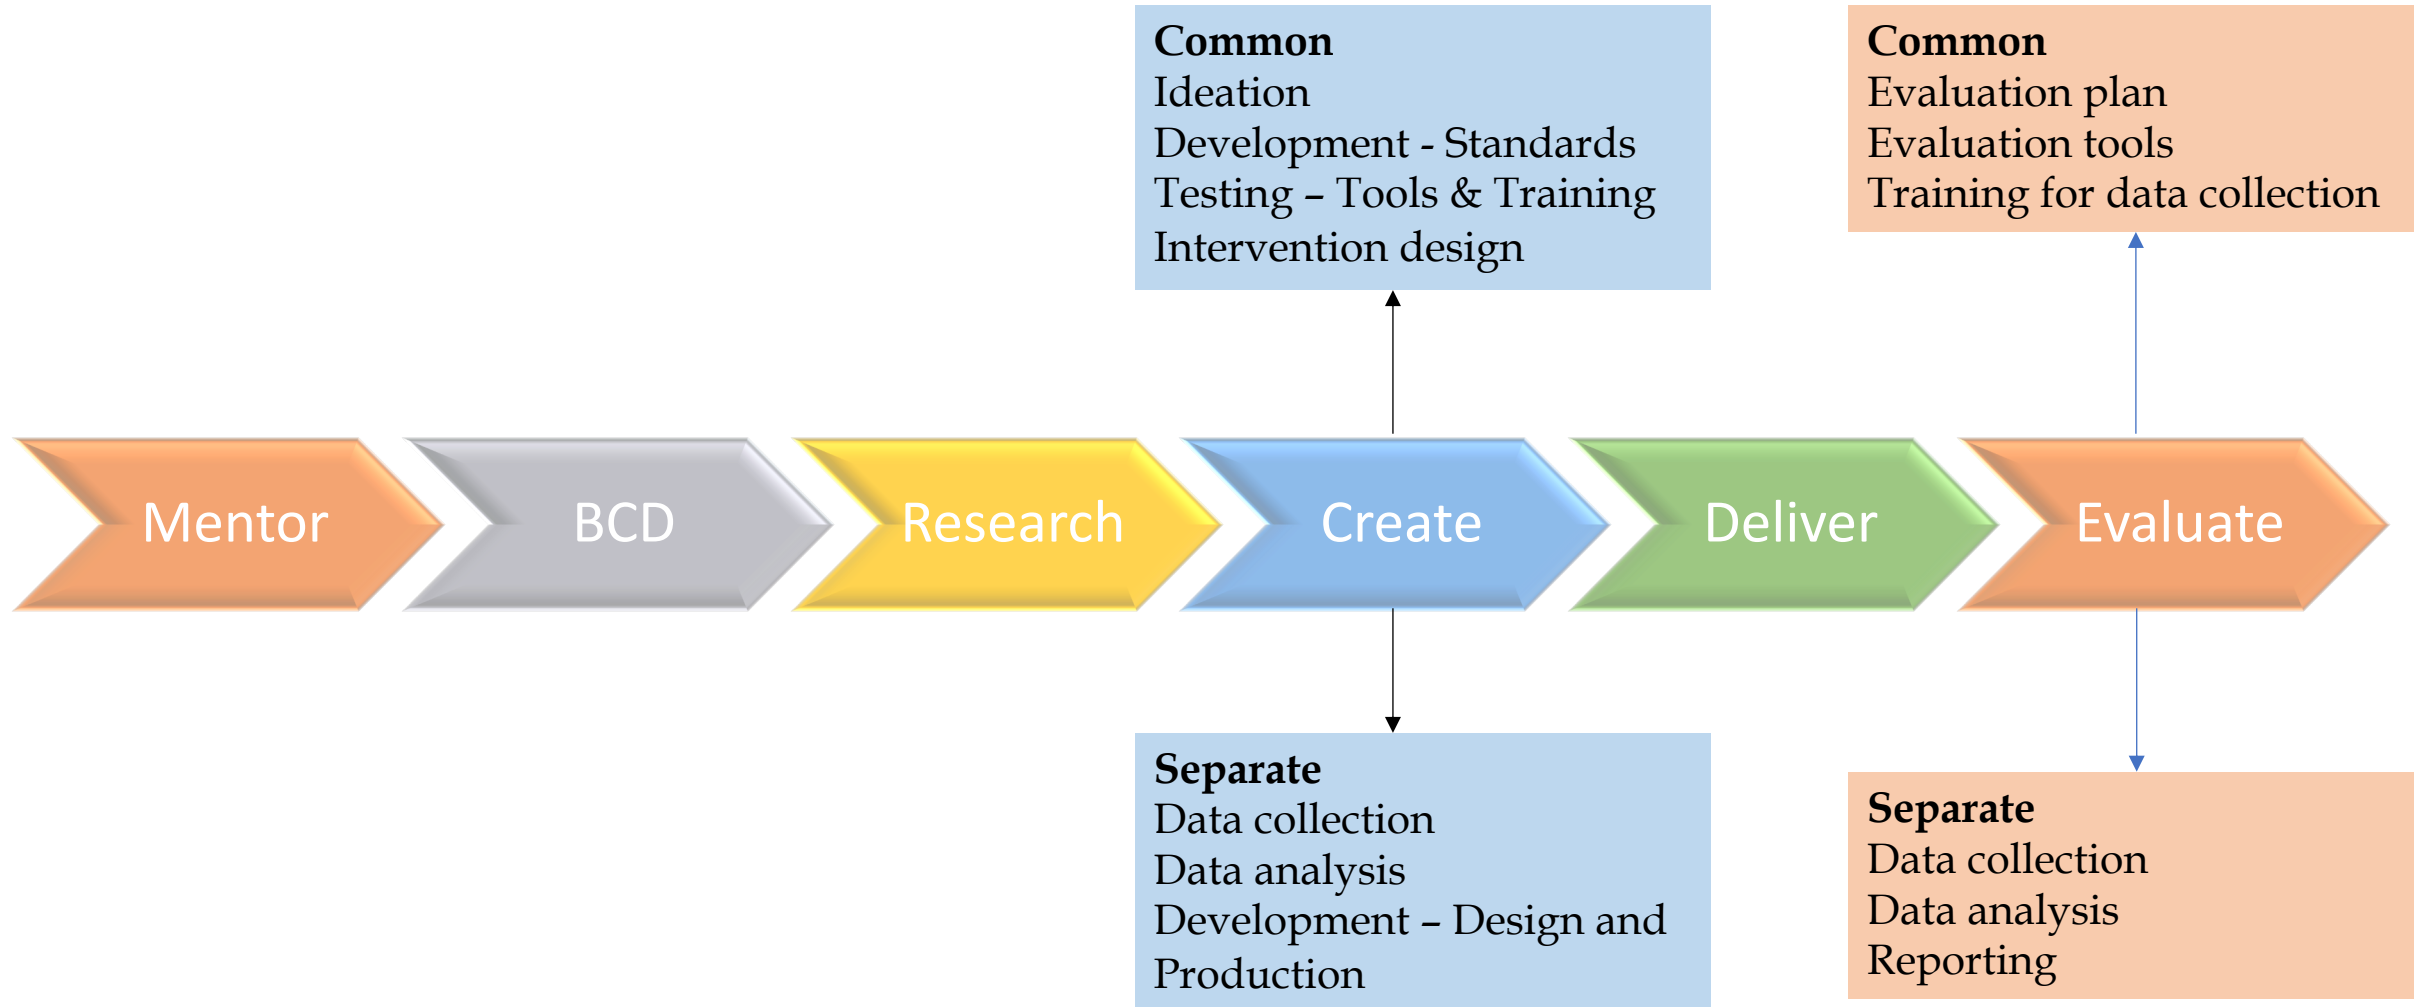 Common
Ideation
Development - Standards
Testing – Tools & Training
Intervention design
Common
Evaluation plan
Evaluation tools
Training for data collection
Mentor
BCD
Research
Create
Deliver
Evaluate
Separate
Data collection
Data analysis
Development – Design and
Production
Separate
Data collection
Data analysis
Reporting